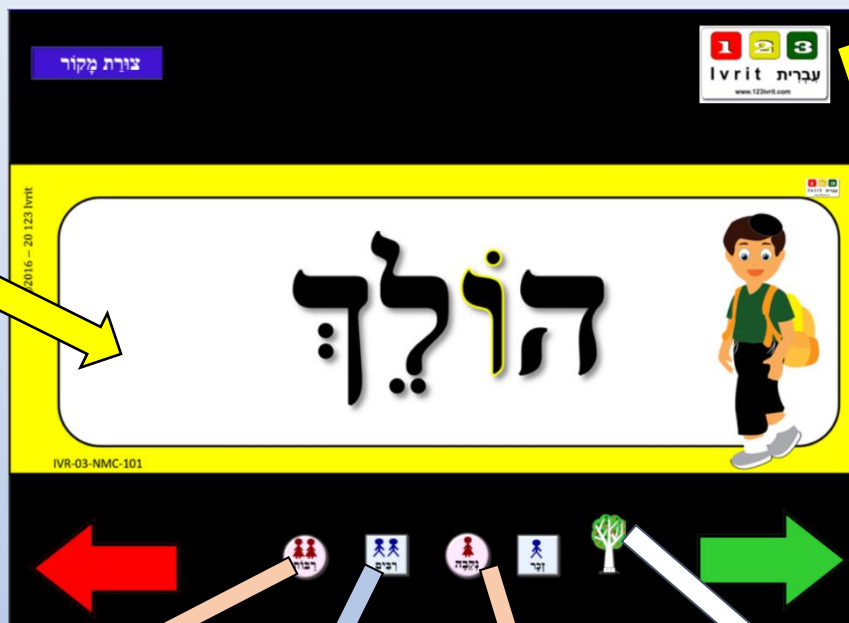 צוּרַת מָקוֹר
1 2 3
Ivrit עִבְרִית
www.123ivrit.com
2016 – 20 123 Ivrit
הוֹלֵךְ
IVR-03-NMC-101
רַבּוֹת
רַבִּים
נְקֵבָה
זָכָר